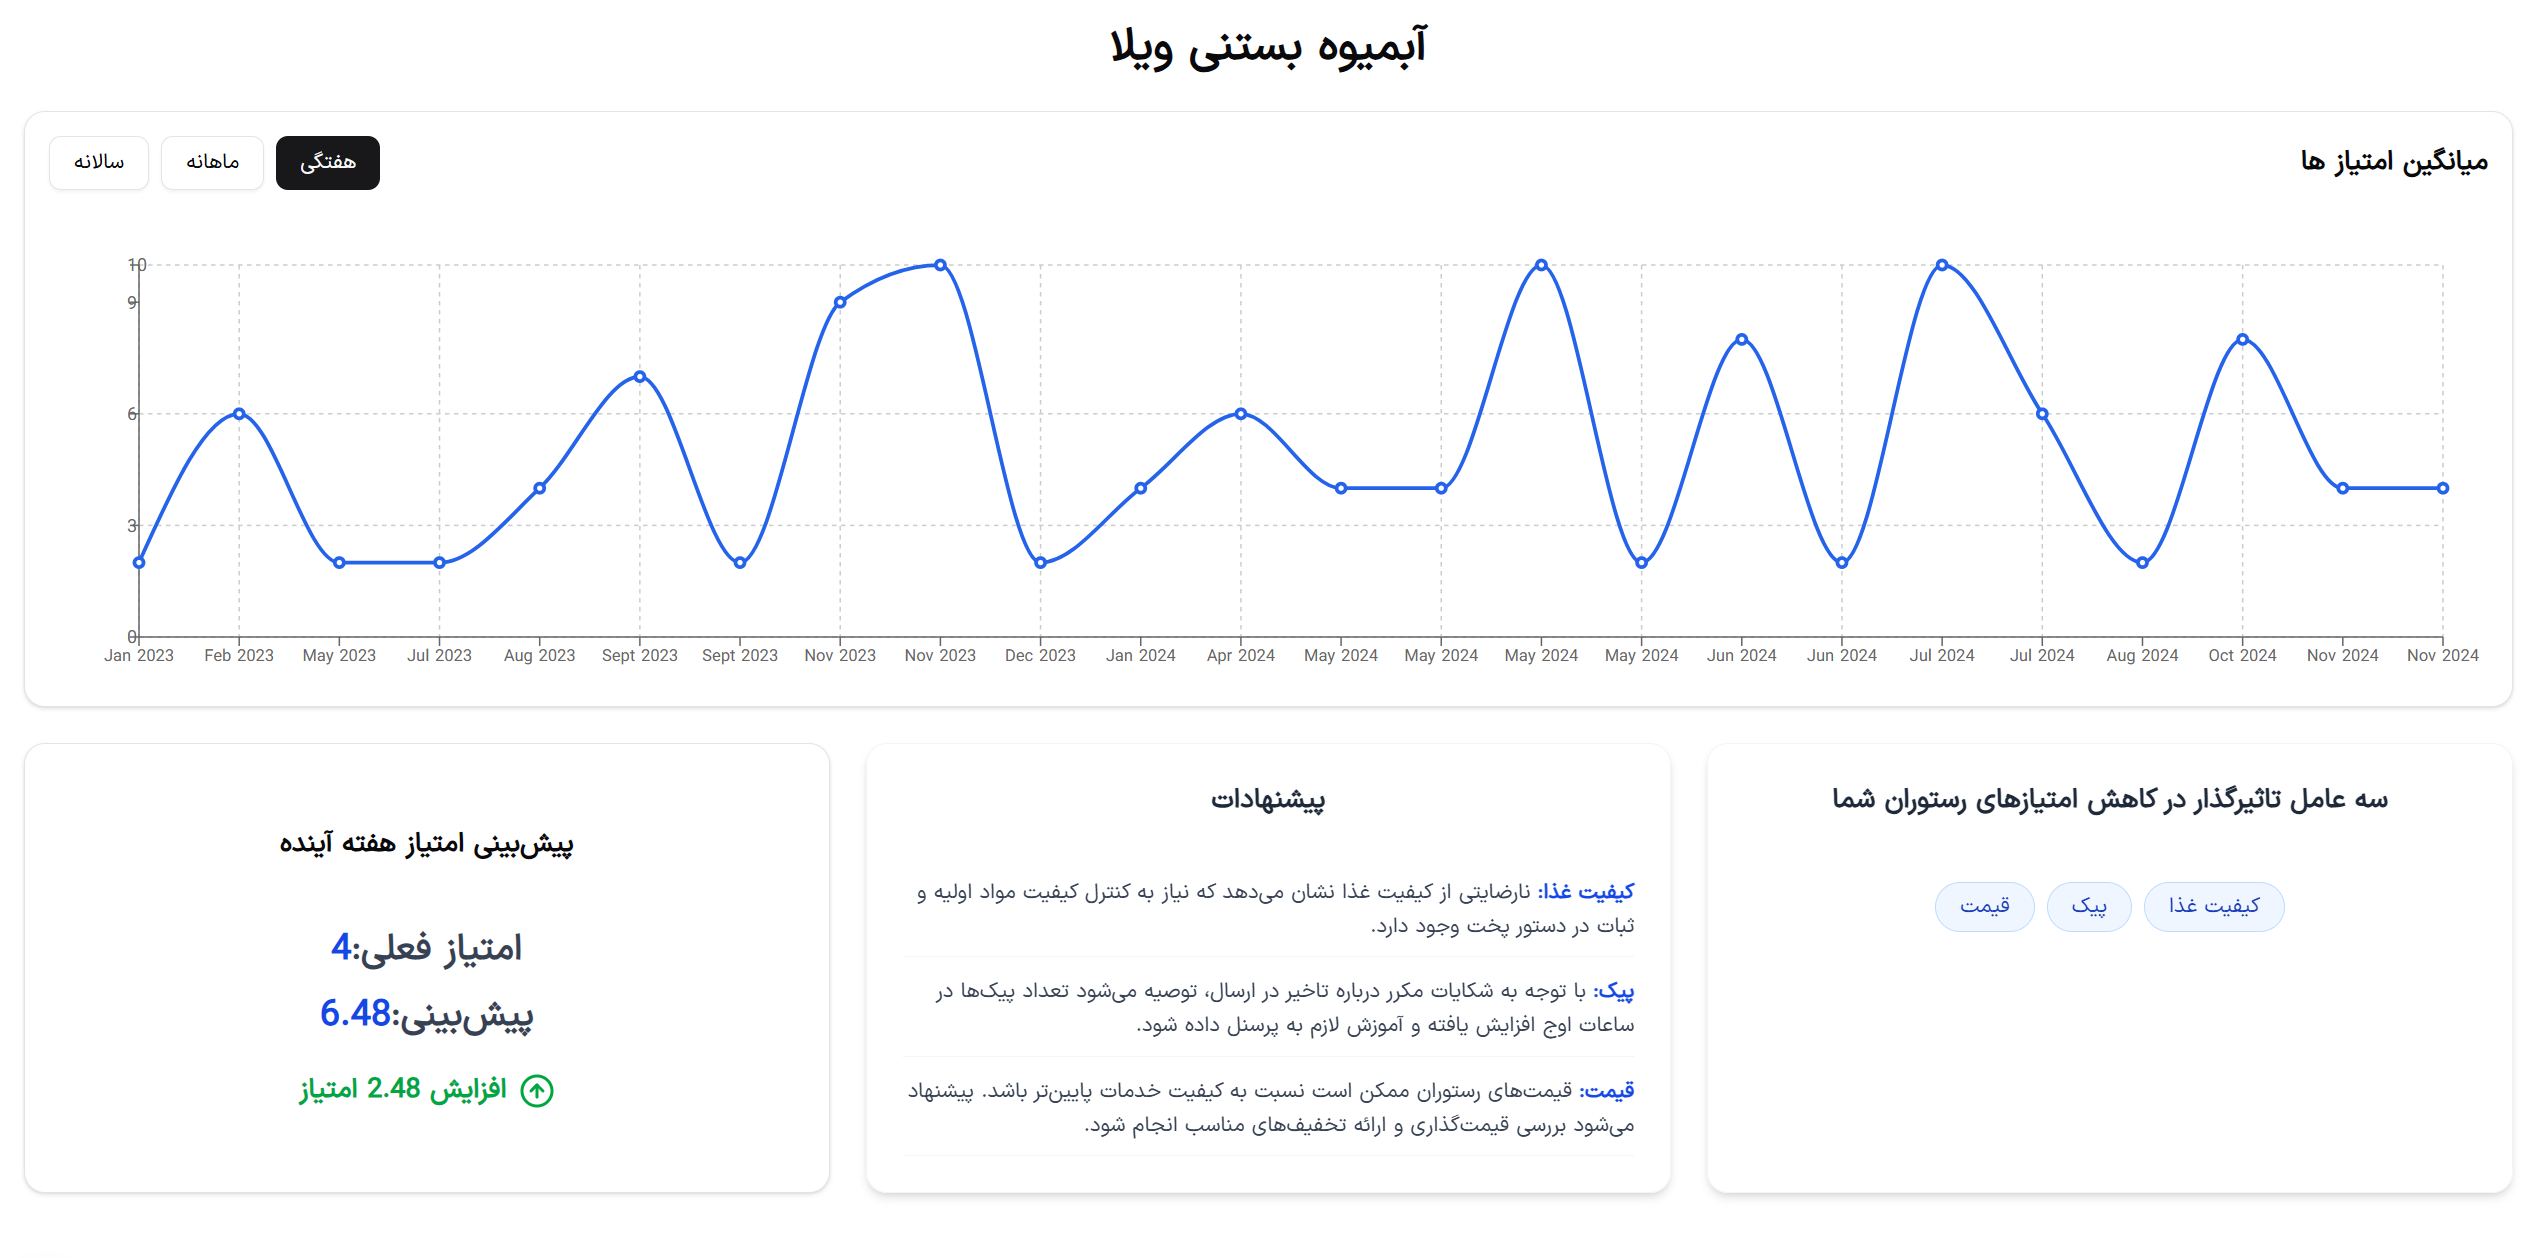 آبمیوه بستنی ویلا
میانگین امتیاز ها
هفتگی
ماهانه
سالانه
10
9
6
3
0
Jan 2023 Feb 2023 May 2023 Jul 2023 Aug 2023 Sept 2023 Sept 2023 Nov 2023 Nov 2023 Dec 2023 Jan 2024 Apr 2024 May 2024 May 2024 May 2024 May 2024 Jun 2024 Jun 2024 Jul 2024 Jul 2024 Aug 2024 Oct 2024 Nov 2024 Nov 2024
سه عامل تاثیرگذار در کاهش امتیازهای رستوران شما
کیفیت غذا
پیک
قیمت
پیشنهادات
کیفیت غذا: نارضایتی از کیفیت غذا نشان می‌دهد که نیاز به کنترل کیفیت مواد اولیه و
ثبات در دستور پخت وجود دارد.
پیک: با توجه به شکایات مکرر درباره تاخیر در ارسال، توصیه می‌شود تعداد پیک‌ها در
ساعات اوج افزایش یافته و آموزش لازم به پرسنل داده شود.
قیمت: قیمت‌های رستوران ممکن است نسبت به کیفیت خدمات پایین‌تر باشد. پیشنهاد
می‌شود بررسی قیمت‌گذاری و ارائه تخفیف‌های مناسب انجام شود.
پیش‌بینی امتیاز هفته آینده
امتیاز فعلی:4
پیش‌بینی:6.48
افزایش 2.48 امتیاز